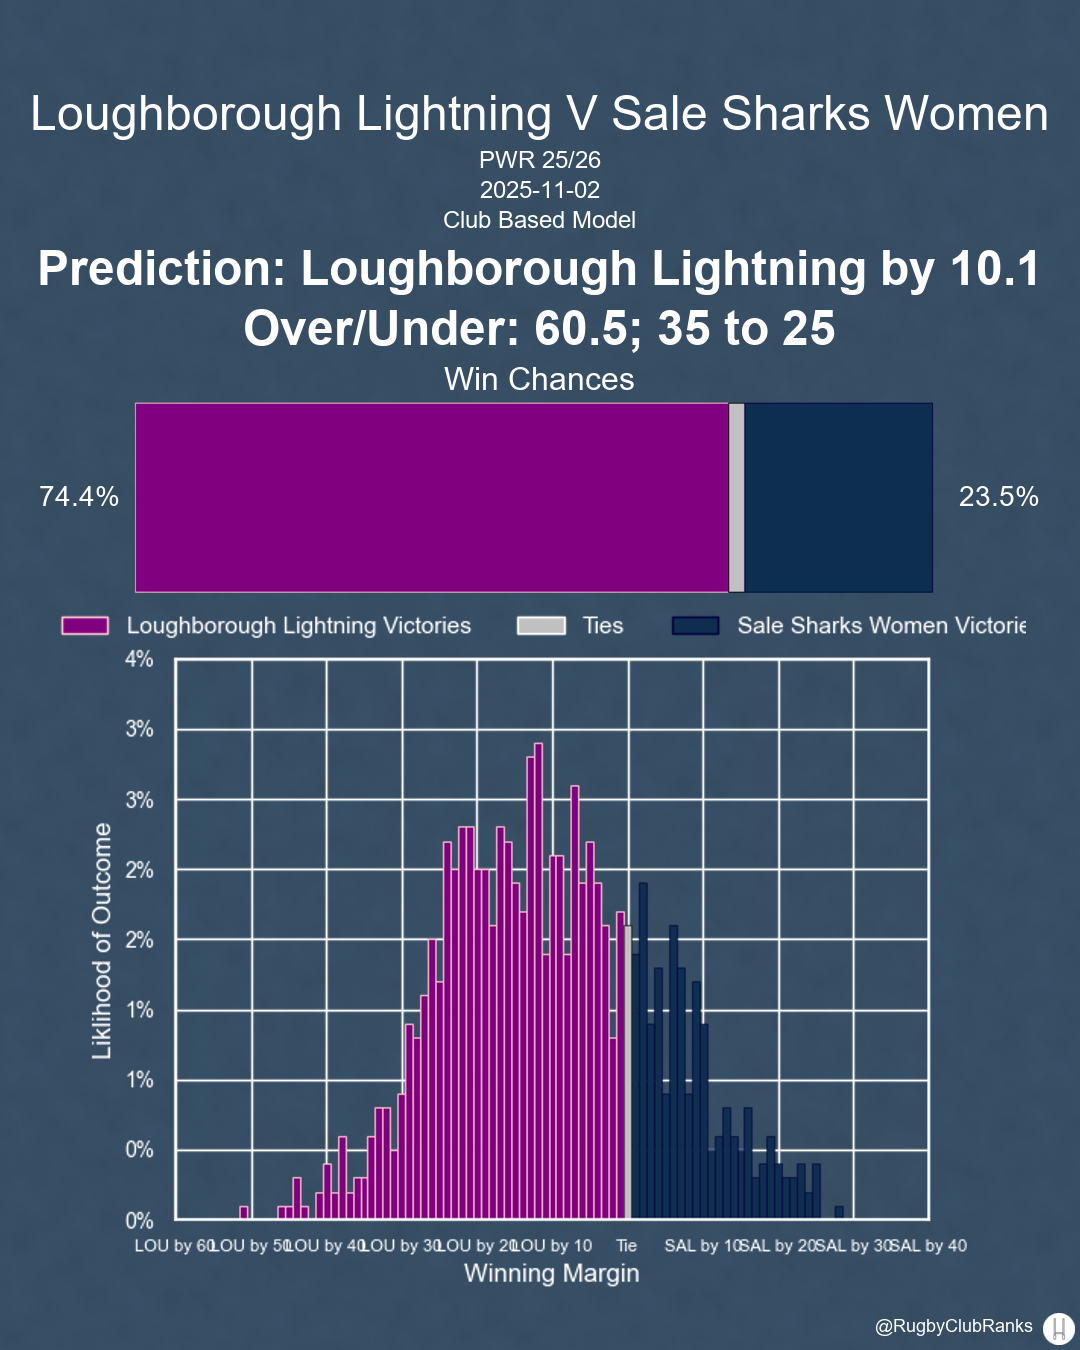 Loughborough Lightning V Sale Sharks Women
PWR 25/26
2025-11-02
Club Based Model
Prediction: Loughborough Lightning by 10.1
Over/Under: 60.5; 35 to 25
Win Chances
74.4%
23.5%
Loughborough Lightning Victories
Ties
Sale Sharks Women Victorie
4%
3%
3%
2%
2%
1%
1%
0%
0%
Liklihood of Outcome
LOU by 60
LOU by 50
LOU by 40
LOU by 30
LOU by 20
LOU by 10
Tie
SAL by 10
SAL by 20
SAL by 30
SAL by 40
Winning Margin
@RugbyClubRanks